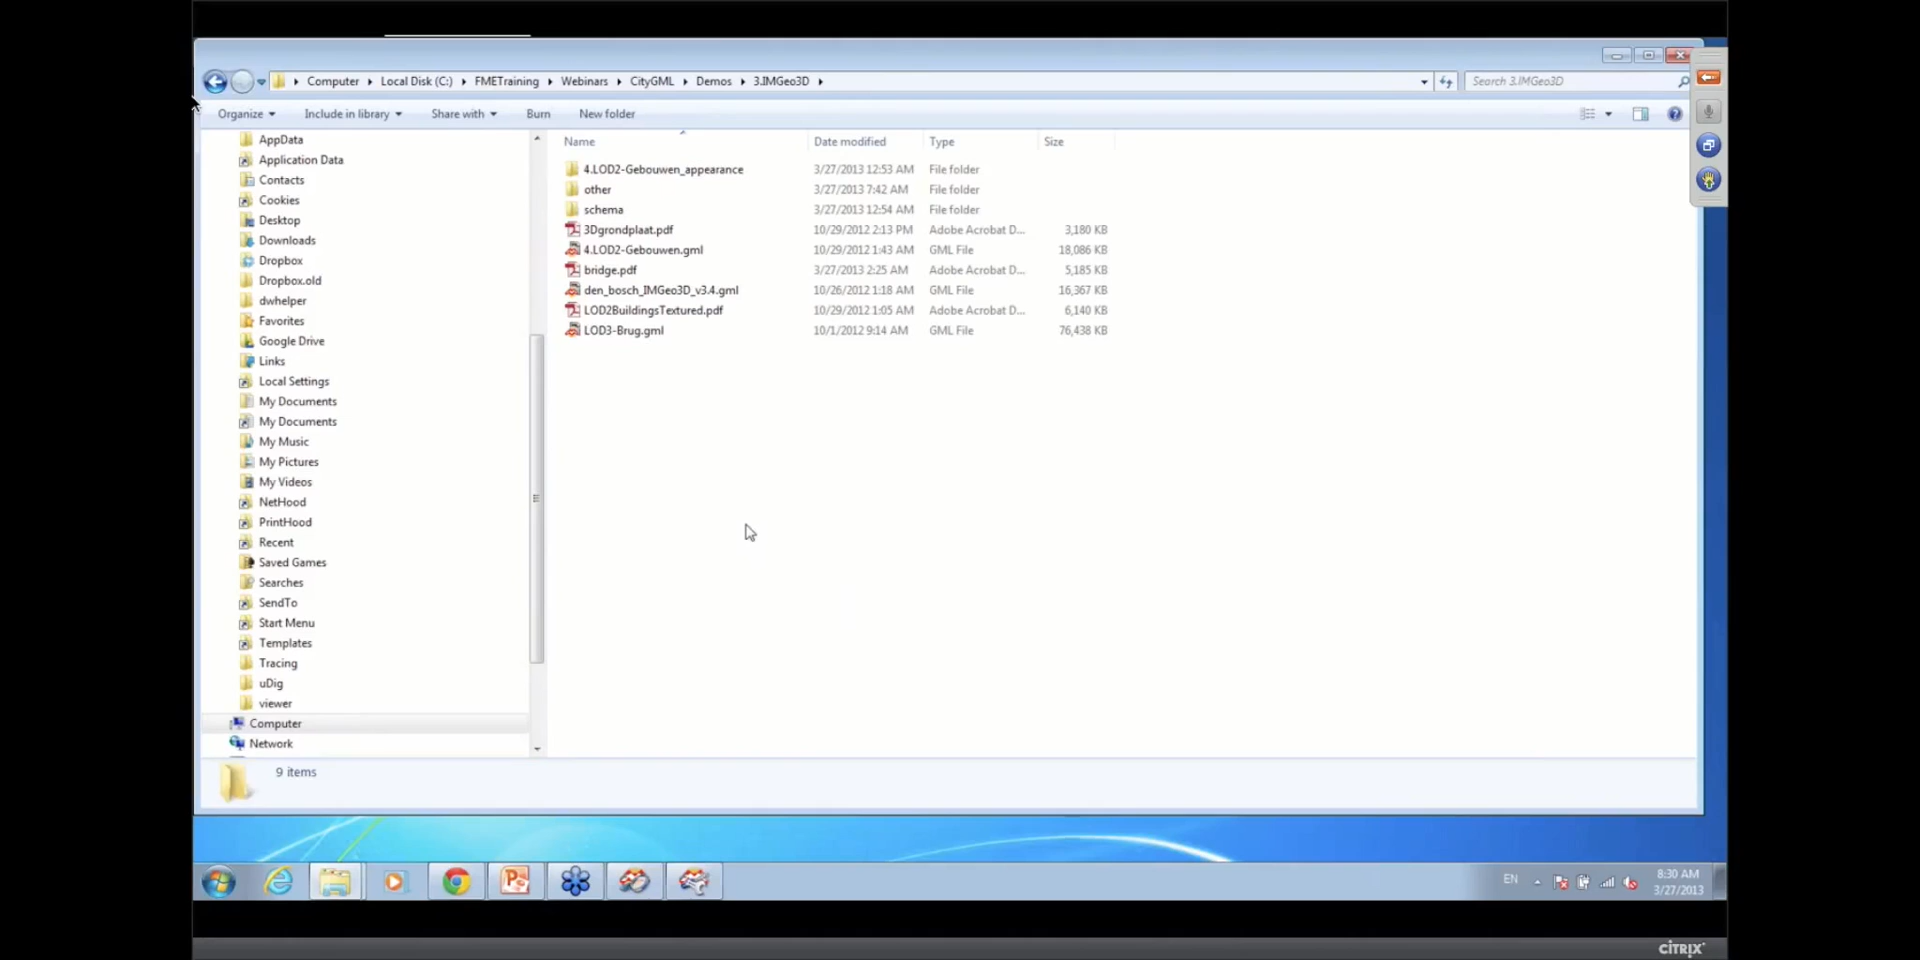 Computer Local Disk (C:) FMETraining Webinars CityGML Demos 3.IMGeo3D Search 3.IMGeo3D
Organize Include in library Share with Burn New folder
Name Date modified Type Size
AppData
Application Data
Contacts
Cookies
Desktop
Downloads
Dropbox
Dropbox.old
dwhelper
Favorites
Google Drive
Links
Local Settings
My Documents
My Documents
My Music
My Pictures
My Videos
NetHood
PrintHood
Recent
Saved Games
Searches
SendTo
Start Menu
Templates
Tracing
uDig
viewer
Computer
Network
4.LOD2-Gebouwen_appearance 3/27/2013 12:53 AM File folder
other 3/27/2013 7:42 AM File folder
schema 3/27/2013 12:54 AM File folder
3Dgrondplaat.pdf 10/29/2012 2:13 PM Adobe Acrobat D... 3,180 KB
4.LOD2-Gebouwen.gml 10/29/2012 1:43 AM GML File 18,086 KB
bridge.pdf 3/27/2013 2:25 AM Adobe Acrobat D... 5,185 KB
den_bosch_IMGeo3D_v3.4.gml 10/26/2012 1:18 AM GML File 16,367 KB
LOD2BuildingsTextured.pdf 10/29/2012 1:05 AM Adobe Acrobat D... 6,140 KB
LOD3-Brug.gml 10/1/2012 9:14 AM GML File 76,438 KB
9 items
EN 8:30 AM
3/27/2013
CİTRIX